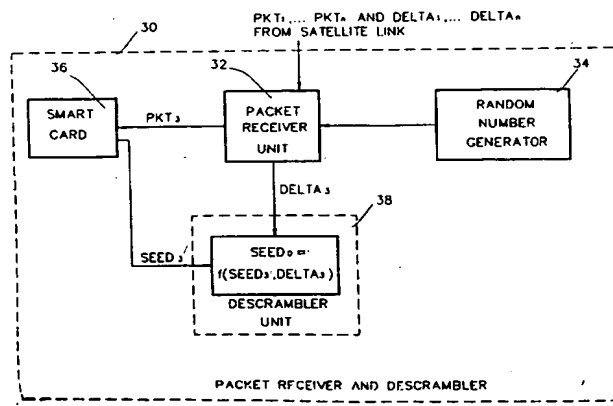 PKT₁,... PKTₙ AND DELTA₁,... DELTAₙ
FROM SATELLITE LINK
30
36
32
34
SMART
CARD
PKT₃
PACKET
RECEIVER
UNIT
RANDOM
NUMBER
GENERATOR
DELTA₃
38
SEED₃'
SEED₀ =
f(SEED₃',DELTA₃)
DESCRAMBLER
UNIT
PACKET RECEIVER AND DESCRAMBLER